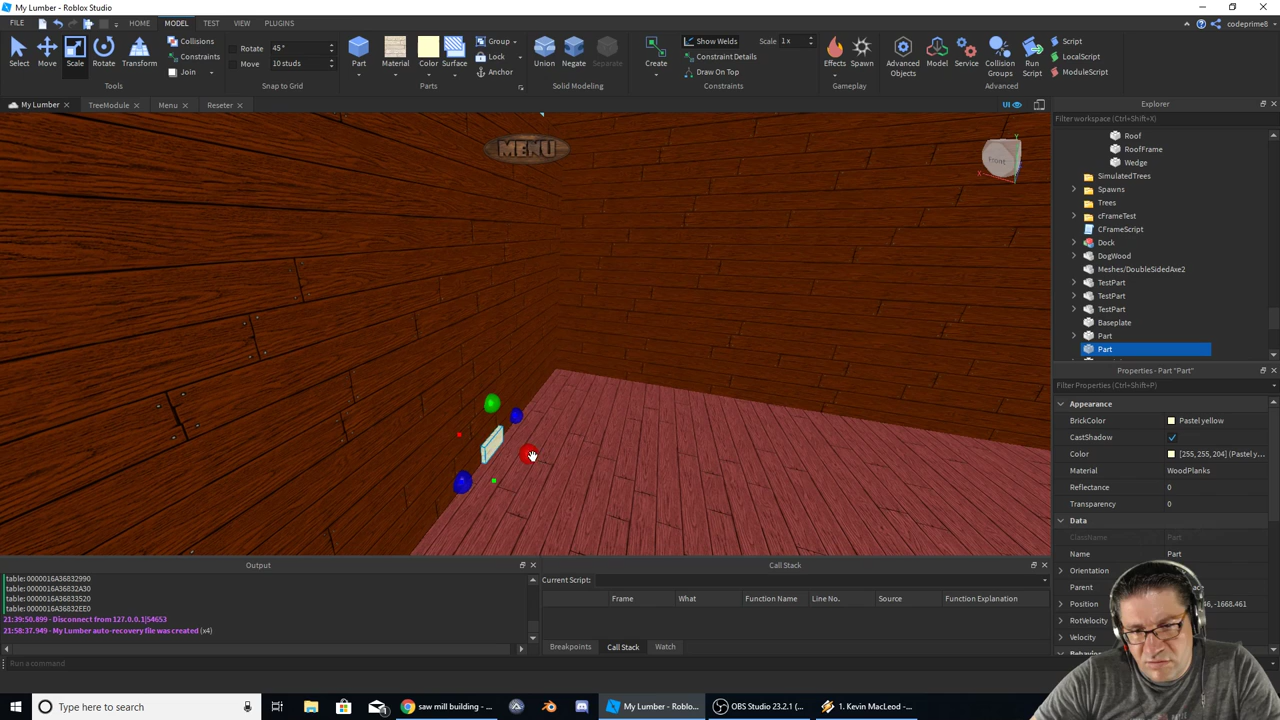 My Lumber - Roblox Studio
FILE HOME MODEL TEST VIEW PLUGINS codeprime8
Select Move Scale Rotate Transform
Collisions
Constraints
Join
Tools
Rotate 45°
Move 10 studs
Snap to Grid
Part Material Color Surface
Group
Lock
Anchor
Parts
Union Negate Separate
Solid Modeling
Create
Show Welds Scale 1 x
Constraint Details
Draw On Top
Constraints
Effects Spawn
Gameplay
Advanced Objects Model Service Collision Groups Run Script
Script
LocalScript
ModuleScript
Advanced
My Lumber TreeModule Menu Reseter UI
MENU
Front
X
Y
Explorer
Filter workspace (Ctrl+Shift+X)
Roof
RoofFrame
Wedge
SimulatedTrees
Spawns
Trees
cFrameTest
CFrameScript
Dock
DogWood
Meshes/DoubleSidedAxe2
TestPart
TestPart
TestPart
Baseplate
Part
Part
Properties - Part "Part"
Filter Properties (Ctrl+Shift+P)
Appearance
BrickColor Pastel yellow
CastShadow
Color [255, 255, 204] (Pastel y...
Material WoodPlanks
Reflectance 0
Transparency 0
Data
ClassName Part
Name Part
Orientation
Parent
Position -1668.461
RotVelocity
Velocity
Output
table: 0000016A36832990
table: 0000016A36832A30
table: 0000016A36833520
table: 0000016A36832EE0
21:39:50.899 - Disconnect from 127.0.0.1|54653
21:58:37.949 - My Lumber auto-recovery file was created (x4)
Call Stack
Current Script:
Frame What Function Name Line No. Source Function Explanation
Breakpoints Call Stack Watch
Run a command
Type here to search
saw mill building - ...
My Lumber - Roblo...
OBS Studio 23.2.1 (...
1. Kevin MacLeod - ...